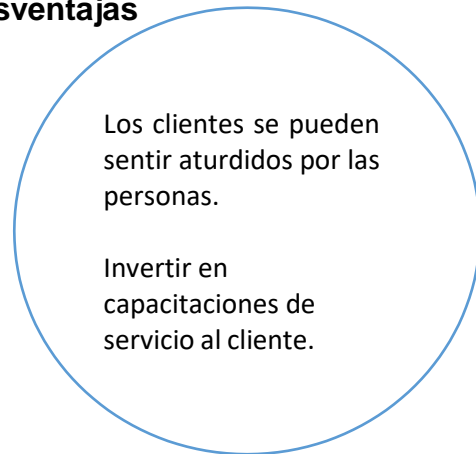 sventajas
Los clientes se pueden
sentir aturdidos por las
personas.
Invertir en
capacitaciones de
servicio al cliente.